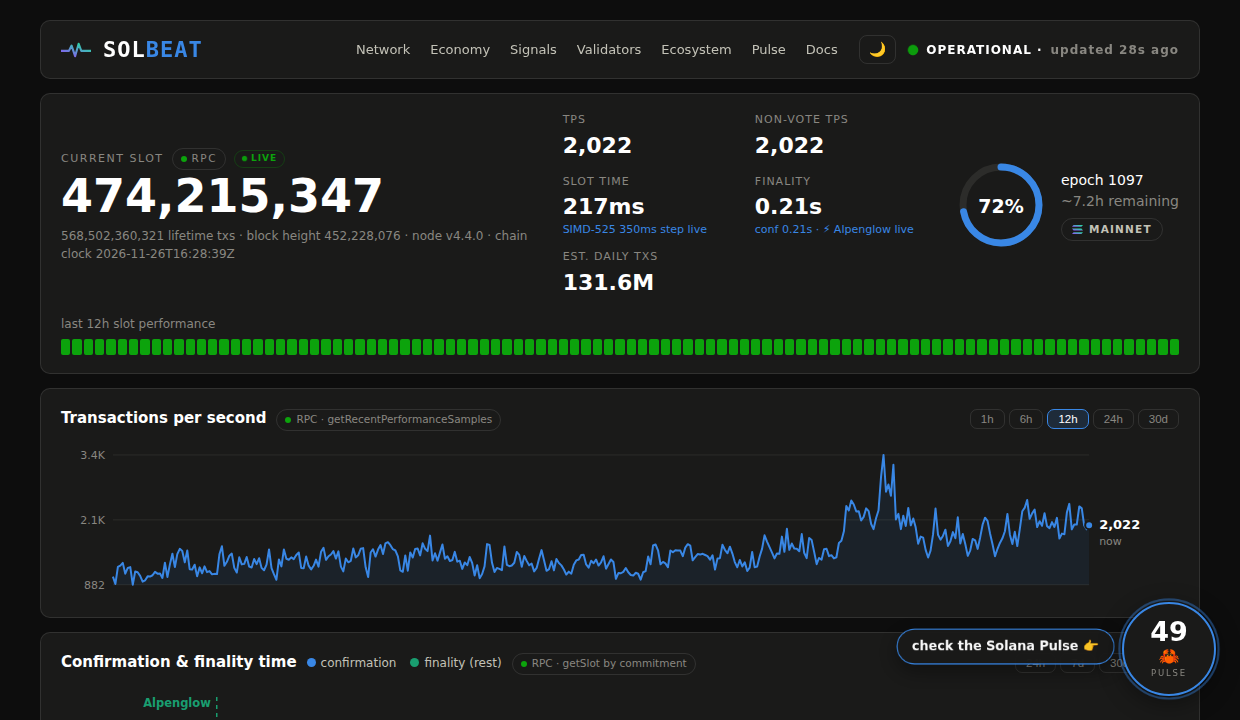 SOLBEAT
Network Economy Signals Validators Ecosystem Pulse Docs
OPERATIONAL · updated 28s ago
CURRENT SLOT RPC LIVE
474,215,347
568,502,360,321 lifetime txs · block height 452,228,076 · node v4.4.0 · chain
clock 2026-11-26T16:28:39Z
TPS
2,022
NON-VOTE TPS
2,022
SLOT TIME
217ms
SIMD-525 350ms step live
FINALITY
0.21s
conf 0.21s · ⚡ Alpenglow live
EST. DAILY TXS
131.6M
72%
epoch 1097
~7.2h remaining
MAINNET
last 12h slot performance
Transactions per second RPC · getRecentPerformanceSamples
1h 6h 12h 24h 30d
3.4K
2.1K
882
2,022
now
Confirmation & finality time confirmation finality (rest) RPC · getSlot by commitment
24h 7d 30d
Alpenglow
check the Solana Pulse 👉
49
🦀
PULSE